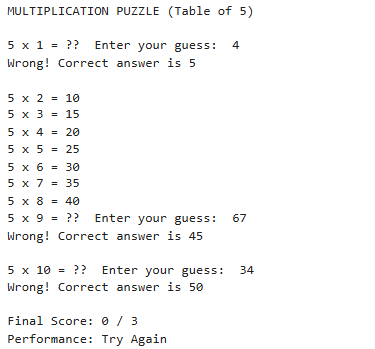 MULTIPLICATION PUZZLE (Table of 5)
5 x 1 = ??  Enter your guess:  4
Wrong! Correct answer is 5
5 x 2 = 10
5 x 3 = 15
5 x 4 = 20
5 x 5 = 25
5 x 6 = 30
5 x 7 = 35
5 x 8 = 40
5 x 9 = ??  Enter your guess:  67
Wrong! Correct answer is 45
5 x 10 = ??  Enter your guess:  34
Wrong! Correct answer is 50
Final Score: 0 / 3
Performance: Try Again